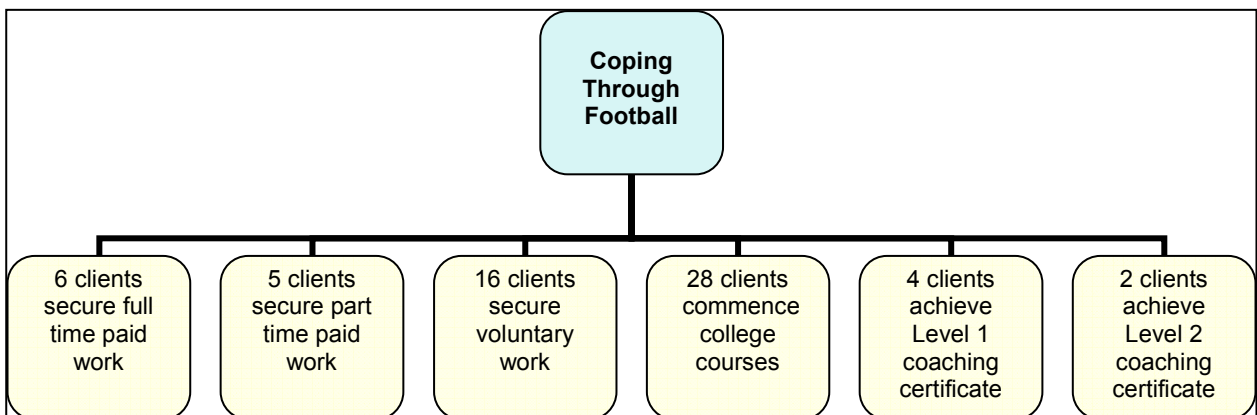 Coping
Through
Football
6 clients
secure full
time paid
work
5 clients
secure part
time paid
work
16 clients
secure
voluntary
work
28 clients
commence
college
courses
4 clients
achieve
Level 1
coaching
certificate
2 clients
achieve
Level 2
coaching
certificate